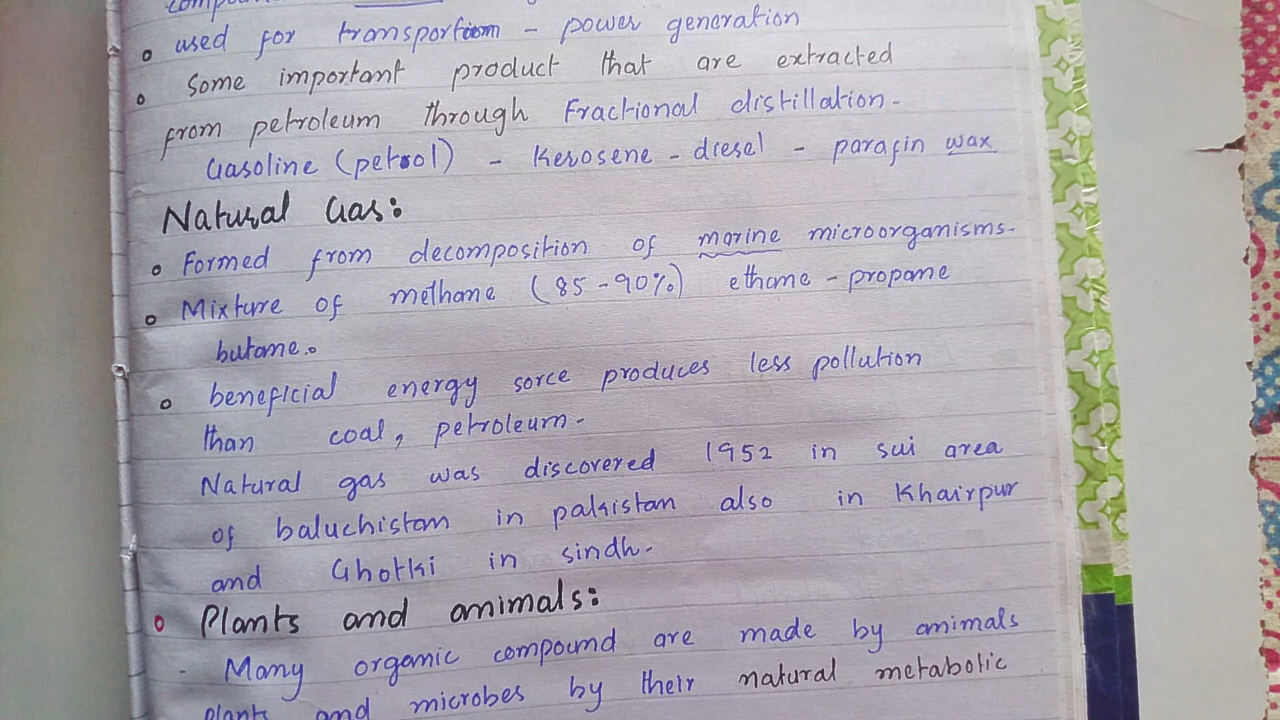 used for transportiom - power generation
Some important product that are extracted
from petroleum through Fractional distillation-
Gasoline (petrol) - Kerosene - diesel - parafin wax
Natural Gas:
Formed from decomposition of marine microorganisms-
Mixture of methane (85-90%) ethane - propane
butane.
beneficial energy sorce produces less pollution
than coal, petroleum-
Natural gas was discovered 1952 in sui area
of baluchistan in pakistan also in Khairpur
and Ghotki in sindh-
Plants and animals:
- Many organic compound are made by animals
plants and microbes by their natural metabolic